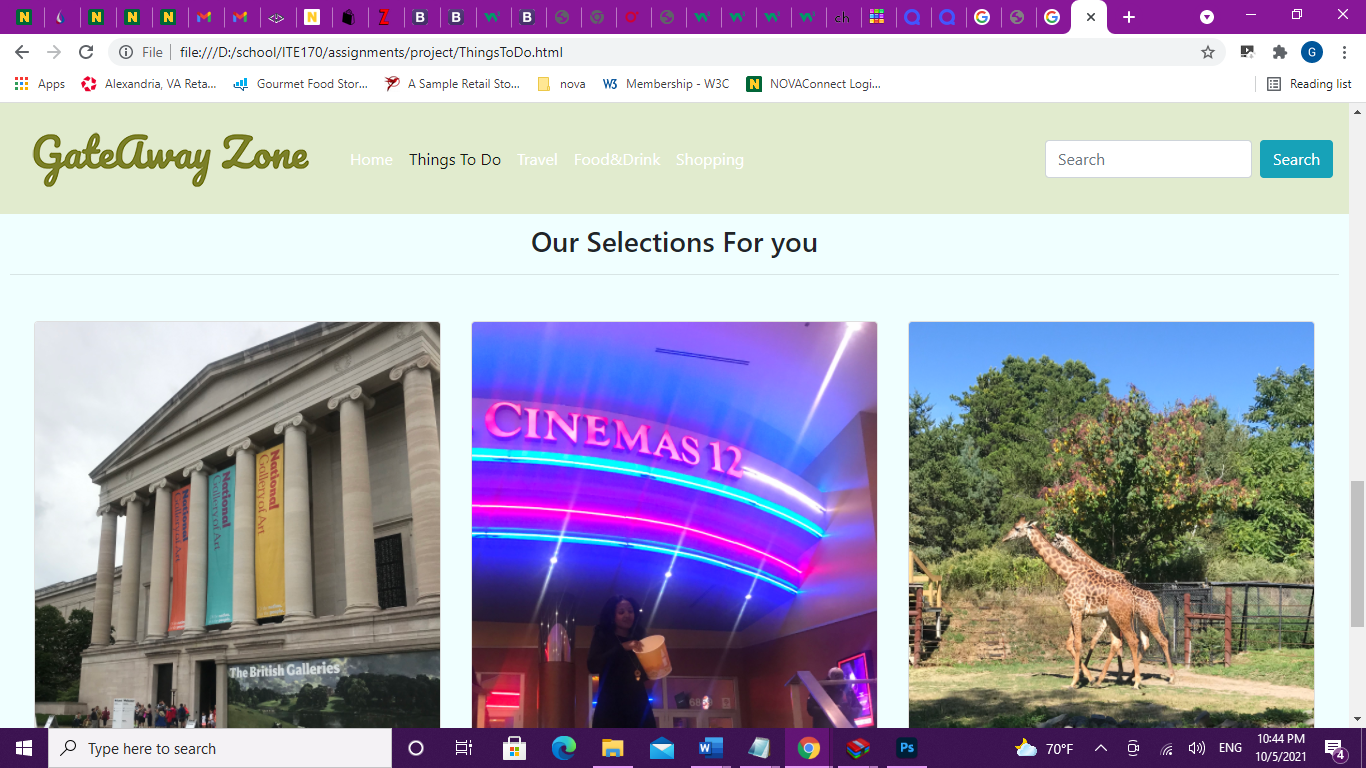 File
file:///D:/school/ITE170/assignments/project/ThingsToDo.html
G
Apps
Alexandria, VA Reta...
Gourmet Food Stor...
A Sample Retail Sto...
nova
W3 Membership - W3C
N NOVAConnect Logi...
Reading list
GateAway Zone
Home
Things To Do
Travel
Food&Drink
Shopping
Search
Search
Our Selections For you
National
Gallery of Art
National
Gallery of Art
National
Gallery of Art
The British Galleries
CINEMAS 12
Type here to search
70°F
ENG
10:44 PM
10/5/2021
4